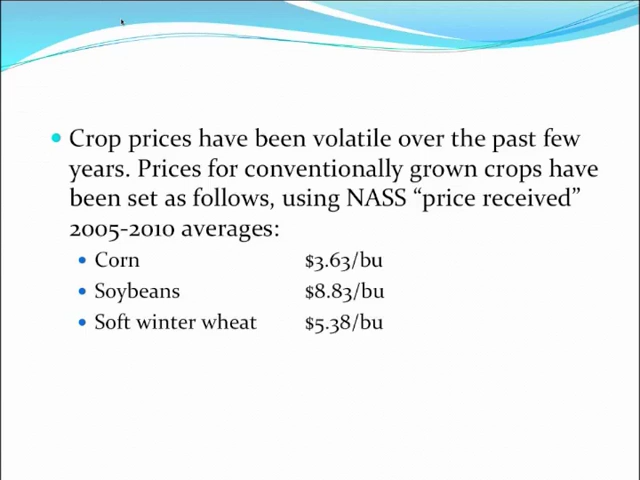 Crop prices have been volatile over the past few
years. Prices for conventionally grown crops have
been set as follows, using NASS “price received”
2005-2010 averages:
Corn $3.63/bu
Soybeans $8.83/bu
Soft winter wheat $5.38/bu